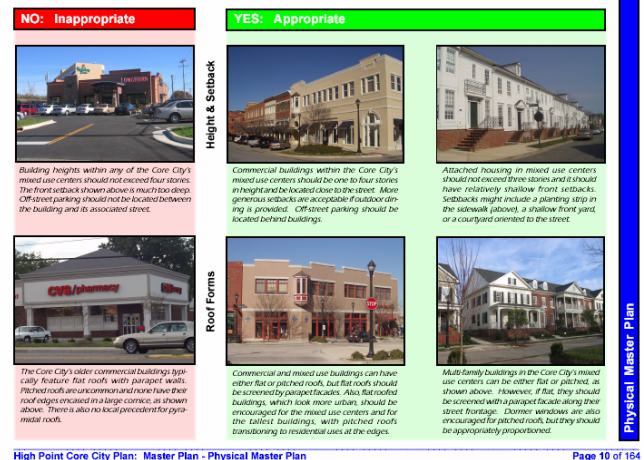 NO: Inappropriate
YES: Appropriate
Height & Setback
LONGHORN
Building heights within any of the Core City's
mixed use centers should not exceed four stories.
The front setback shown above is much too deep.
Off-street parking should not be located between
the building and its associated street.
Commercial buildings within the Core City's
mixed use centers should be one to four stories
in height and be located close to the street. More
generous setbacks are acceptable if outdoor din-
ing is provided. Off-street parking should be
located behind buildings.
Attached housing in mixed use centers
should not exceed three stories and it should
have relatively shallow front setbacks.
Setbbacks might include a planting strip in
the sidewalk (above), a shallow front yard,
or a courtyard oriented to the street.
Roof Forms
CVS/pharmacy
STOP
The Core City's older commercial buildings typi-
cally feature flat roofs with parapet walls.
Pitched roofs are uncommon and none have their
roof edges encased in a large cornice, as shown
above. There is also no local precedent for pyra-
midal roofs.
Commercial and mixed use buildings can have
either flat or pitched roofs, but flat roofs should
be screened by parapet facades. Also, flat roofed
buildings, which look more urban, should be
encouraged for the mixed use centers and for
the tallest buildings, with pitched roofs
transitioning to residential uses at the edges.
Multi-family buildings in the Core City's mixed
use centers can be either flat or pitched, as
shown above. However, if flat, they should
be screened with a parapet facade along their
street frontage. Dormer windows are also
encouraged for pitched roofs, but they should
be appropriately proportioned.
Physical Master Plan
High Point Core City Plan: Master Plan - Physical Master Plan
Page 10 of 164